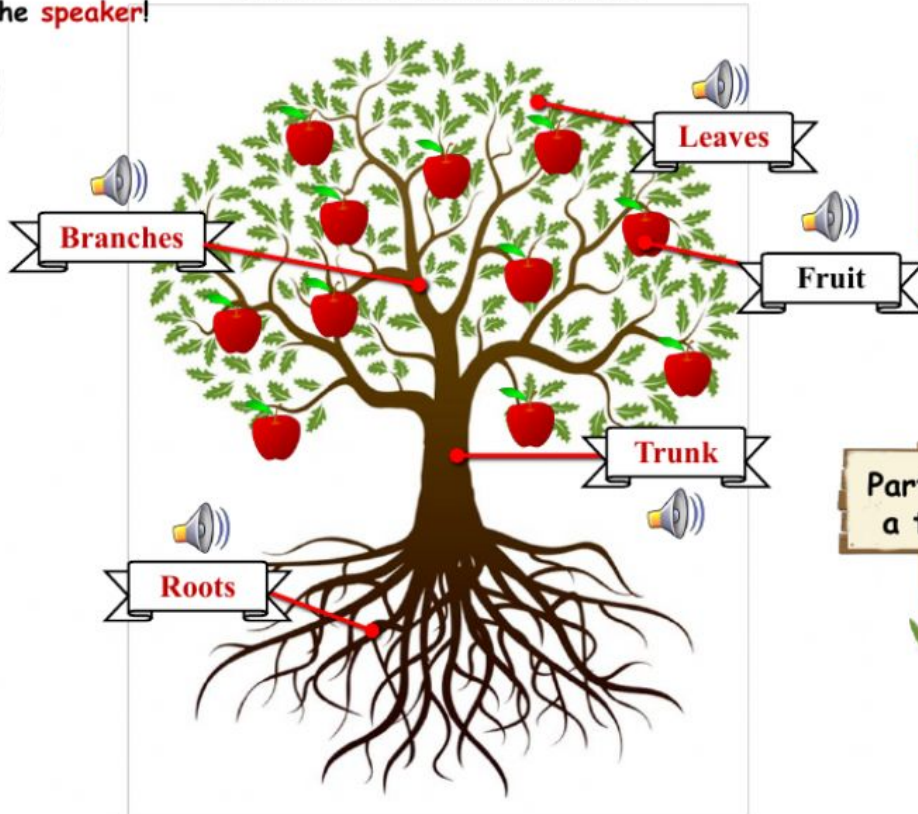 he speaker!
Leaves
Branches
Fruit
Trunk
Par
a t
Roots